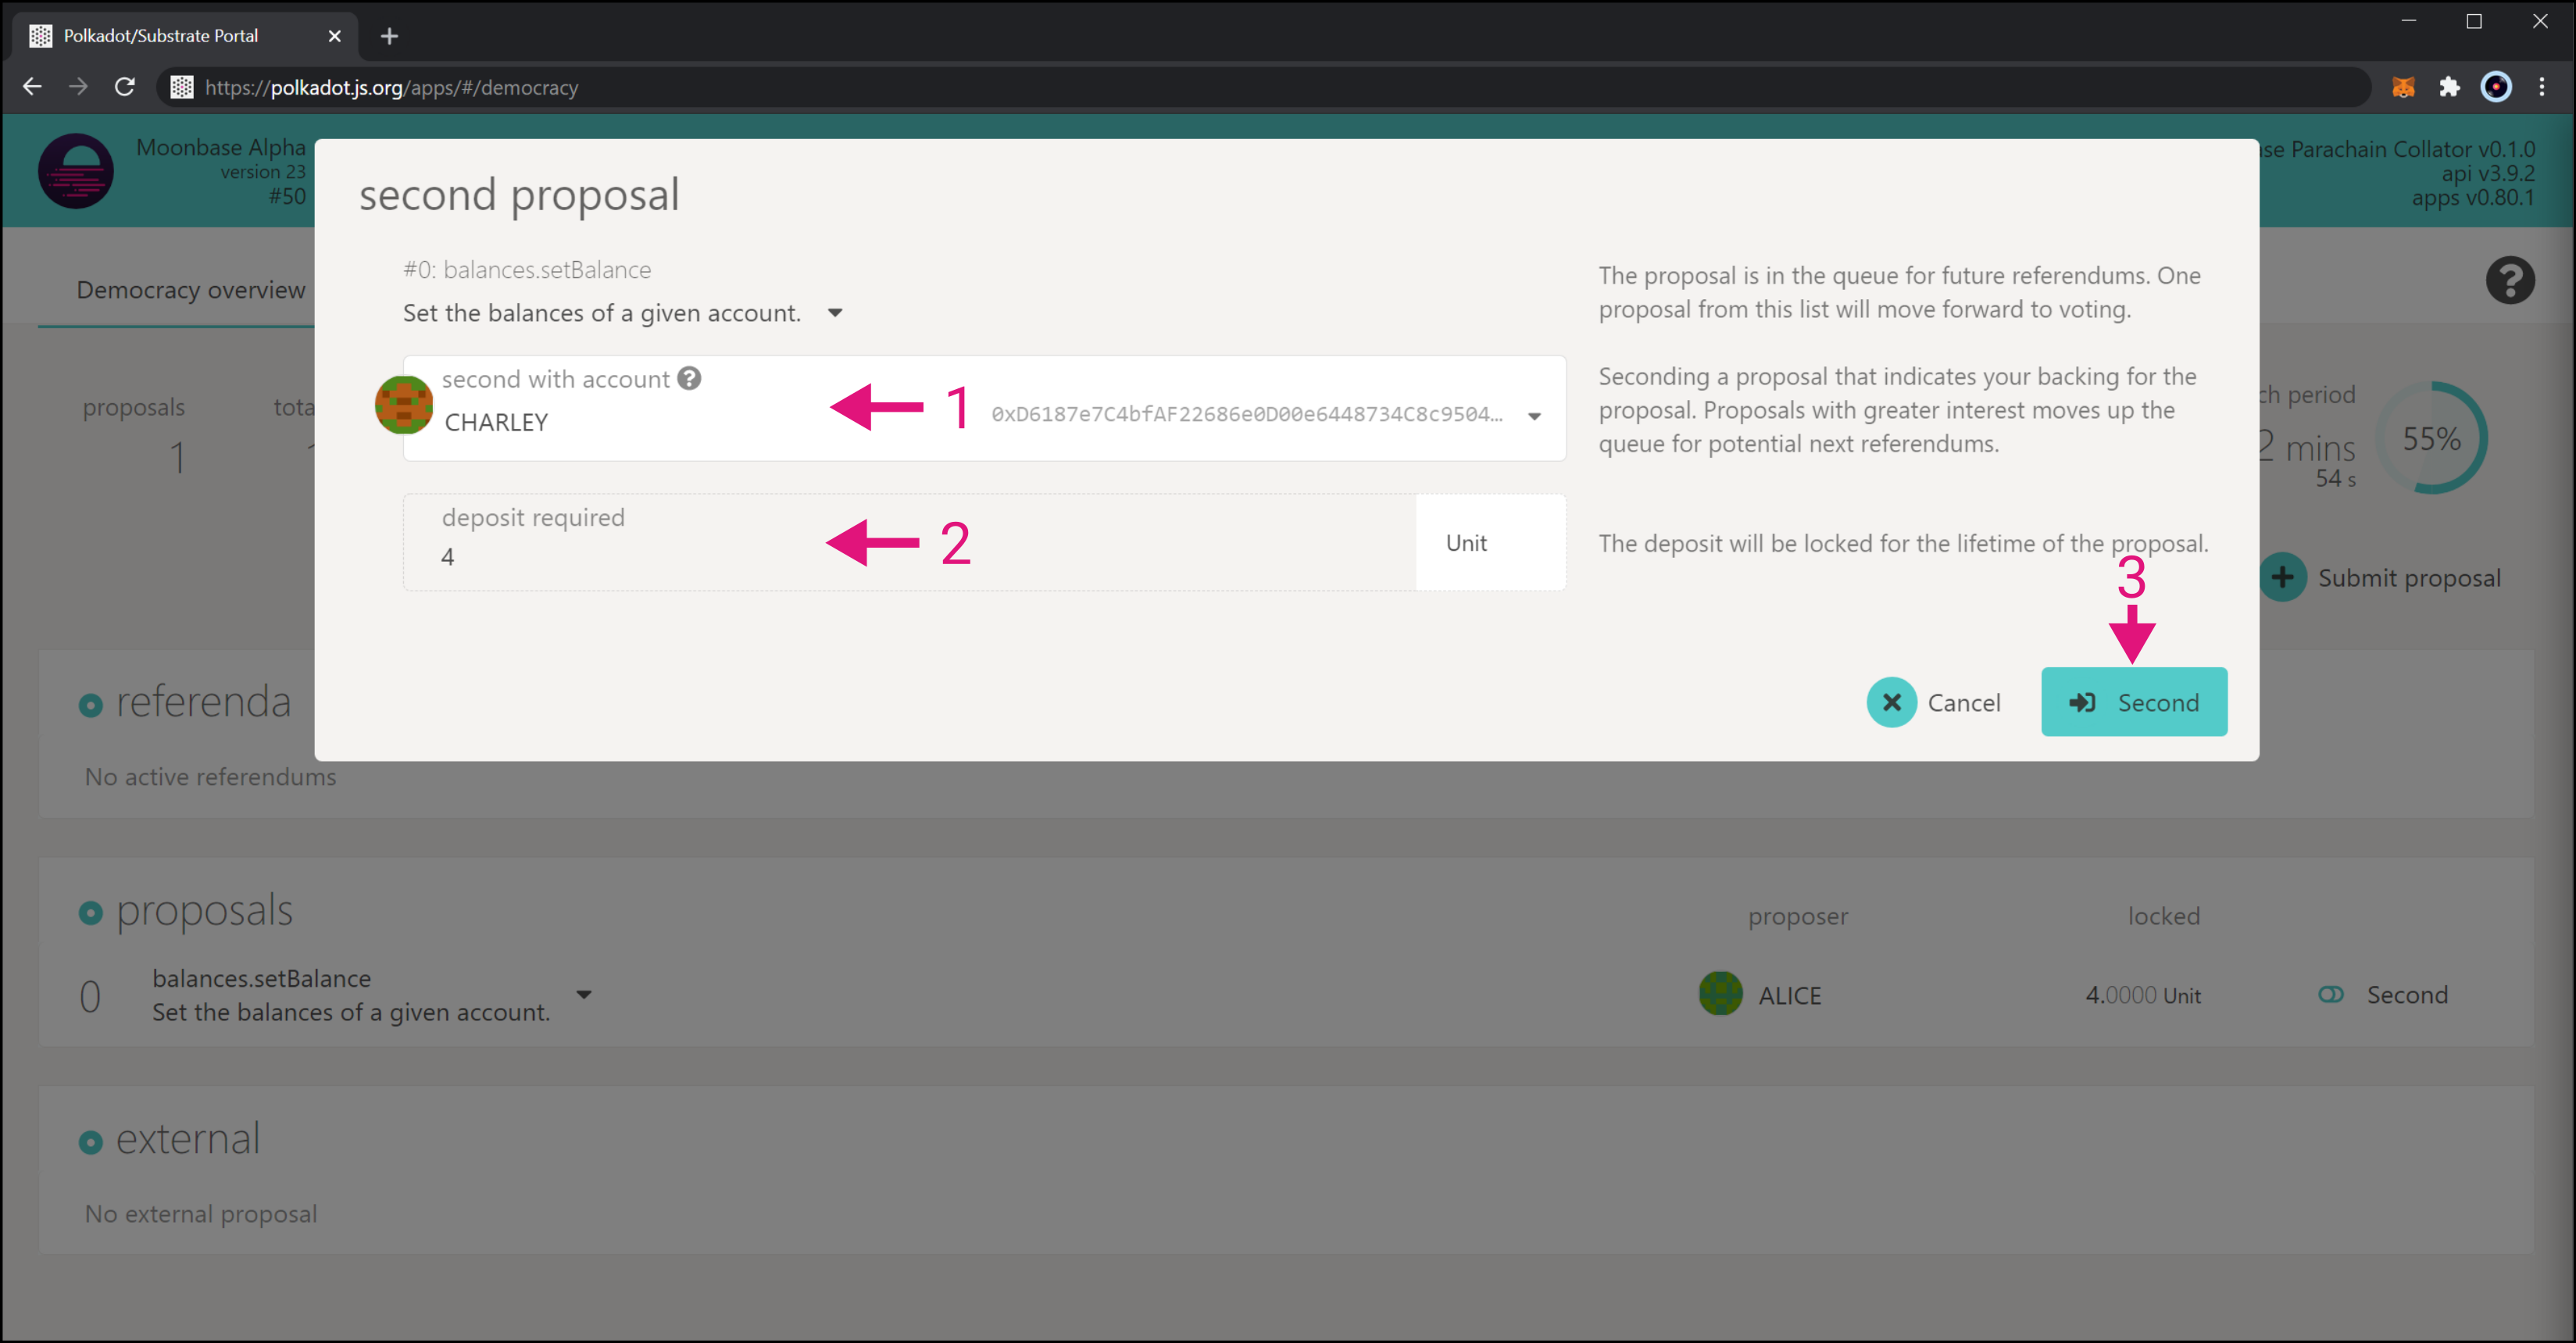 Polkadot/Substrate Portal
https://polkadot.js.org/apps/#/democracy
Moonbase Alpha
version 23
#50
Parachain Collator v0.1.0
api v3.9.2
apps v0.80.1
Democracy overview
second proposal
#0: balances.setBalance
Set the balances of a given account.
The proposal is in the queue for future referendums. One
proposal from this list will move forward to voting.
second with account
CHARLEY
1
0xD6187e7C4bfAF22686e0D00e6448734C8c9504...
Seconding a proposal that indicates your backing for the
proposal. Proposals with greater interest moves up the
queue for potential next referendums.
deposit required
4
2
Unit
The deposit will be locked for the lifetime of the proposal.
3
Cancel
Second
proposals
1
period
2 mins
54 s
55%
Submit proposal
referenda
No active referendums
proposals
proposer
locked
0
balances.setBalance
Set the balances of a given account.
ALICE
4.0000 Unit
Second
external
No external proposal